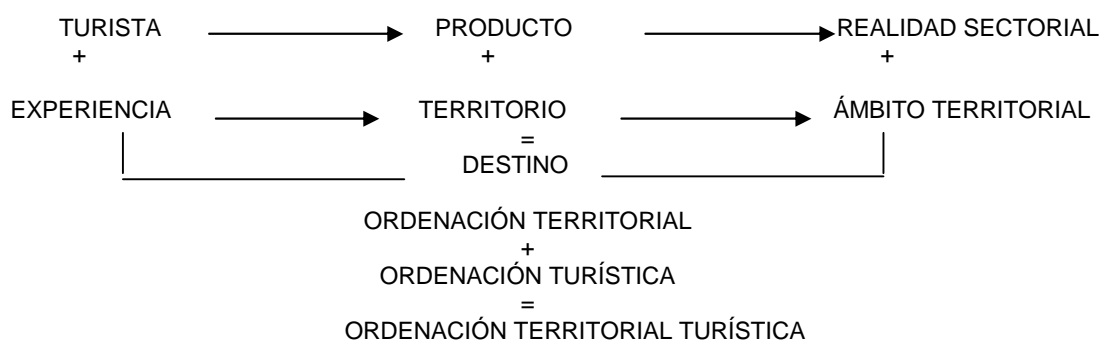 TURISTA PRODUCTO REALIDAD SECTORIAL
+ + +
EXPERIENCIA TERRITORIO ÁMBITO TERRITORIAL
=
DESTINO
ORDENACIÓN TERRITORIAL
+
ORDENACIÓN TURÍSTICA
=
ORDENACIÓN TERRITORIAL TURÍSTICA